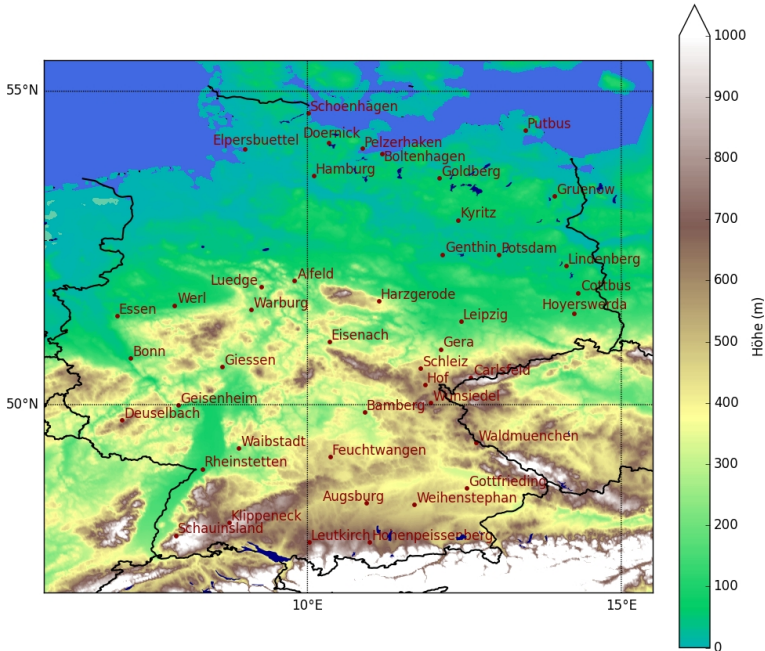 1000
900
800
700
600
500
400
300
200
100
0
Höhe (m)
55°N
50°N
10°E
15°E
Schoenhagen
Putbus
Elpersbuettel
Doernick
Pelzerhaken
Boltenhagen
Hamburg
Goldberg
Gruenow
Kyritz
Genthin
Potsdam
Lindenberg
Luedge
Alfeld
Cottbus
Werl
Warburg
Harzgerode
Hoyerswerda
Essen
Leipzig
Eisenach
Gera
Bonn
Giessen
Schleiz
Carlsfeld
Hof
Geisenheim
Wunsiedel
Deuselbach
Bamberg
Waibstadt
Feuchtwangen
Waldmuenchen
Rheinstetten
Gottfrieding
Augsburg
Weihenstephan
Klippeneck
Schauinsland
Leutkirch
Hohenpeissenberg